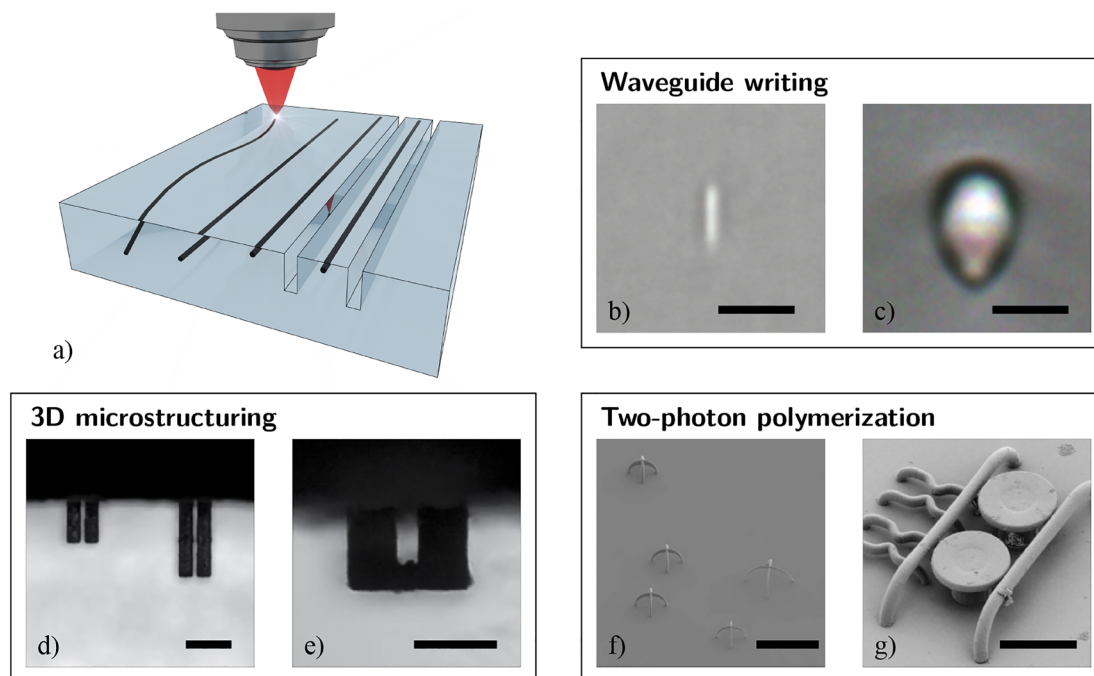 a)
Waveguide writing
b)
c)
3D microstructuring
d)
e)
Two-photon polymerization
f)
g)